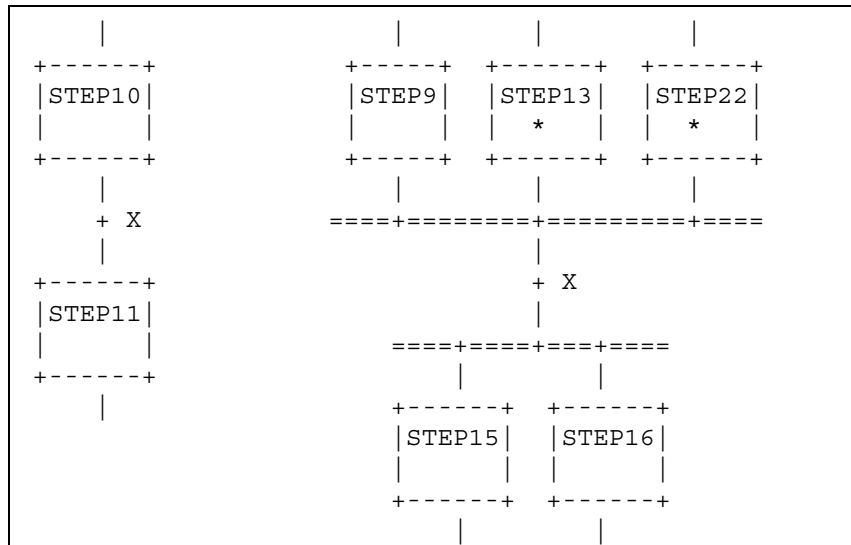 STEP10 STEP9 STEP13 STEP22
* *
+ X
+ X
STEP11
STEP15 STEP16